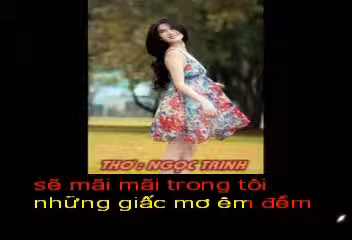 THƠ : NGỌC TRINH
sẽ mãi mãi trong tôi
những giấc mơ êm đềm